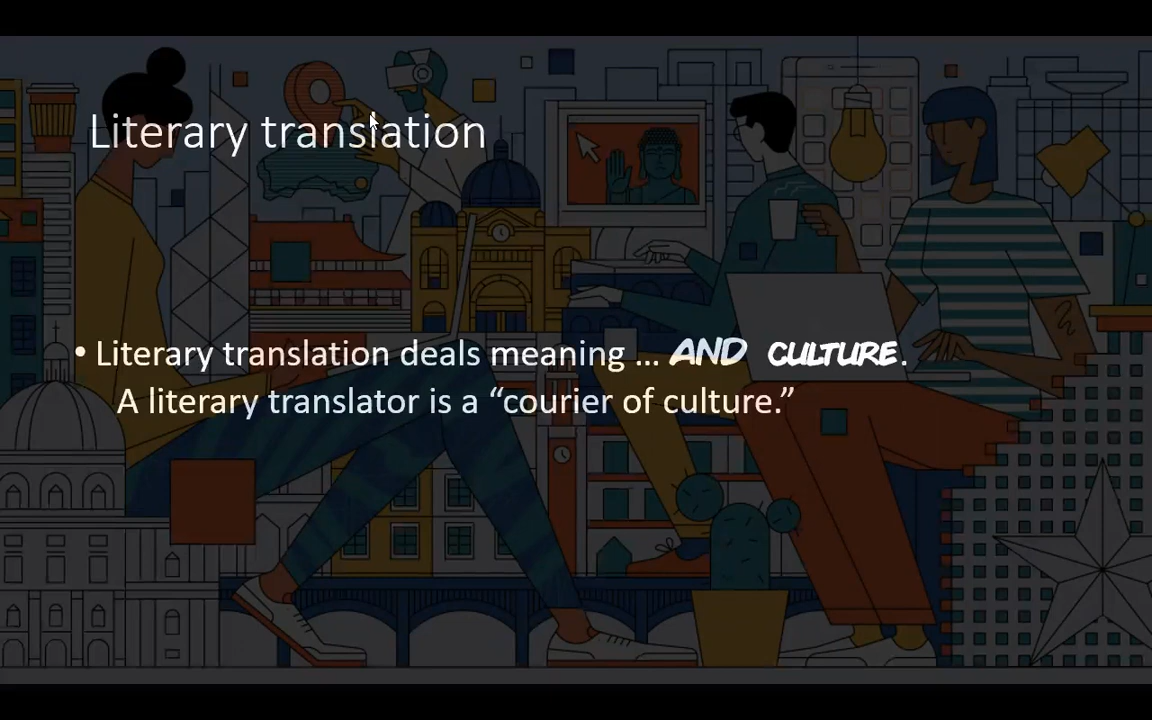 Literary translation
• Literary translation deals meaning ... AND CULTURE.
A literary translator is a “courier of culture.”